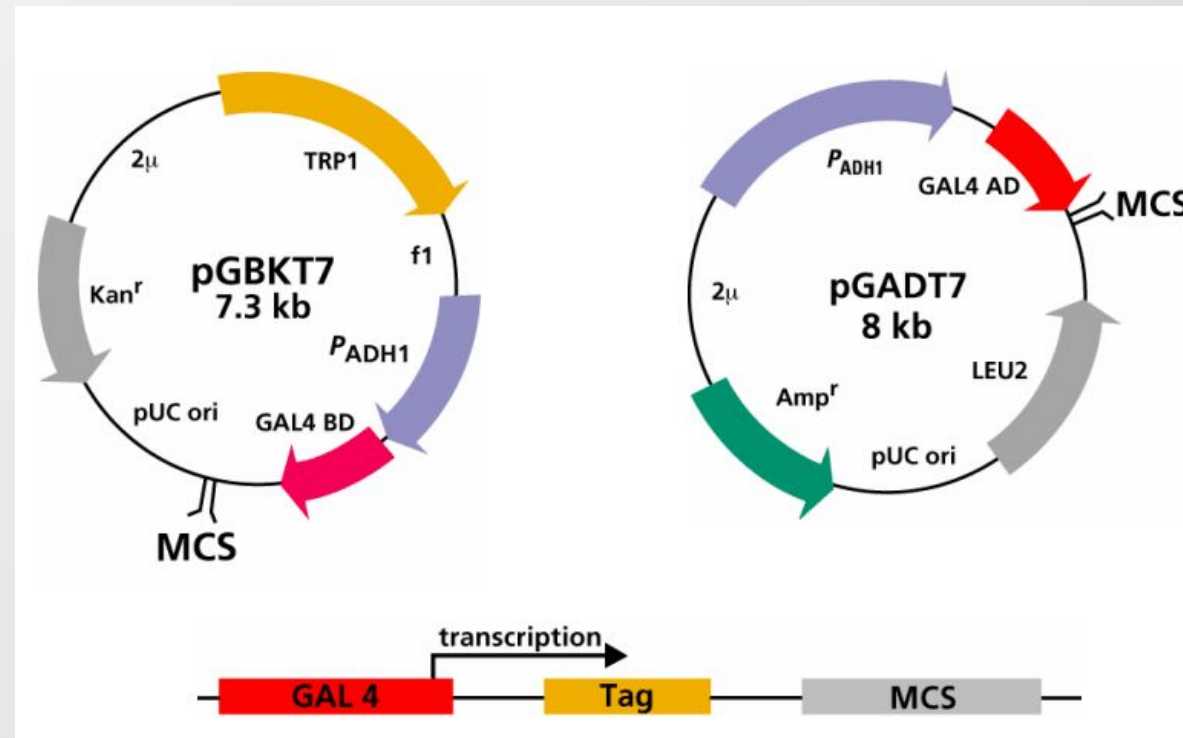 TRP1
2µ
f1
pGBKT7
7.3 kb
Kanʳ
PADH1
pUC ori
GAL4 BD
MCS
PADH1
GAL4 AD
MCS
2µ
pGADT7
8 kb
LEU2
Ampʳ
pUC ori
transcription
GAL 4
Tag
MCS